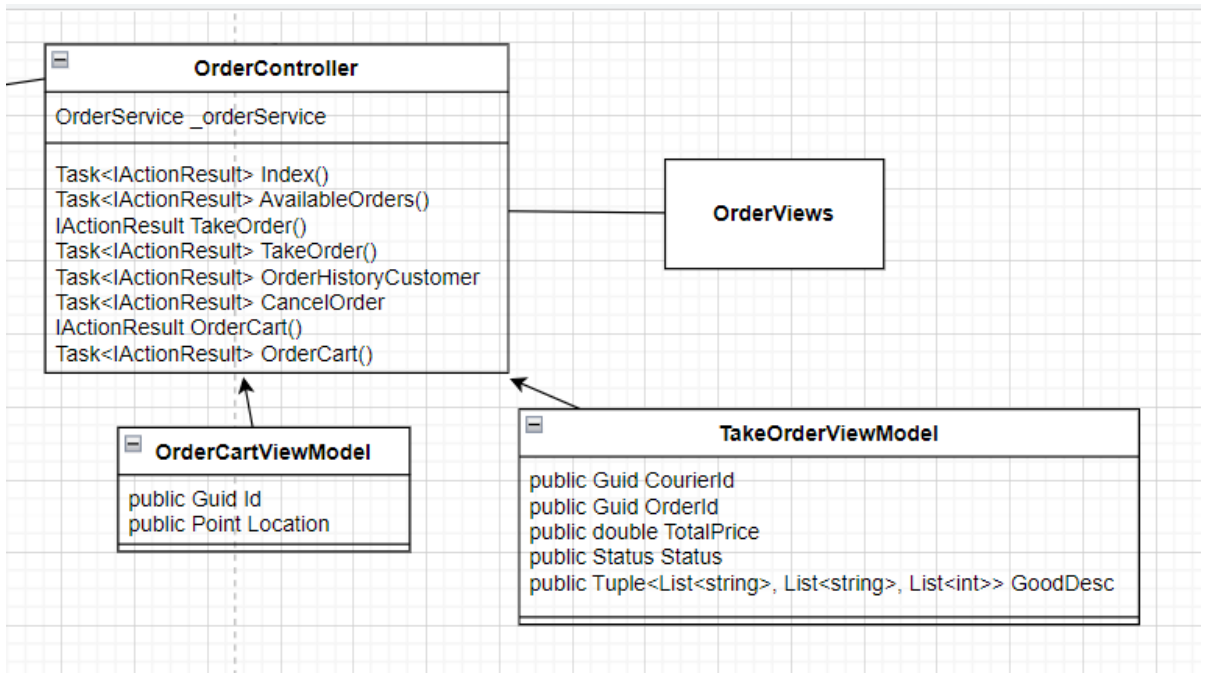 OrderController
OrderService _orderService
Task<IActionResult> Index()
Task<IActionResult> AvailableOrders()
IActionResult TakeOrder()
Task<IActionResult> TakeOrder()
Task<IActionResult> OrderHistoryCustomer
Task<IActionResult> CancelOrder
IActionResult OrderCart()
Task<IActionResult> OrderCart()
OrderViews
OrderCartViewModel
public Guid Id
public Point Location
TakeOrderViewModel
public Guid CourierId
public Guid OrderId
public double TotalPrice
public Status Status
public Tuple<List<string>, List<string>, List<int>> GoodDesc